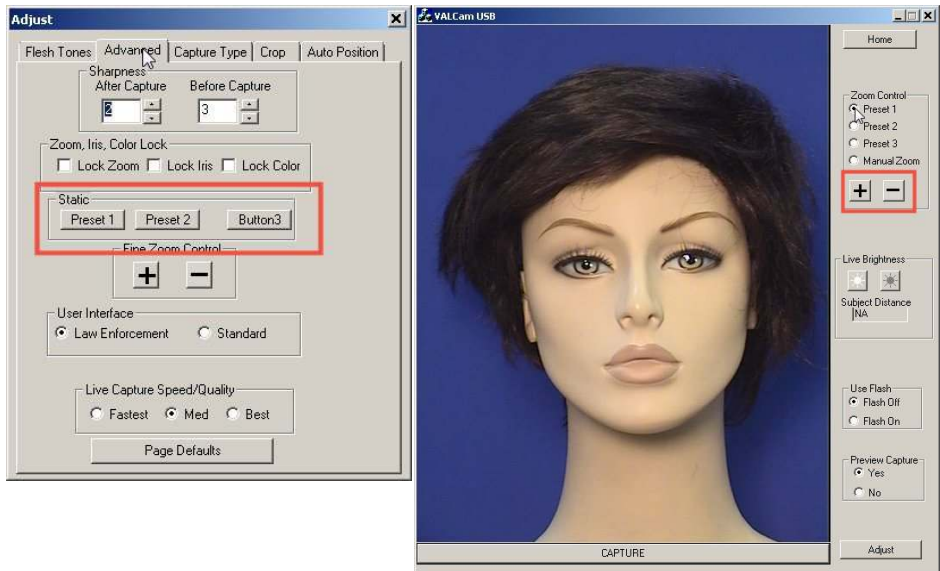 Adjust
Flesh Tones Advanced Capture Type Crop Auto Position
Sharpness
After Capture Before Capture
2 3
Zoom, Iris, Color Lock
Lock Zoom Lock Iris Lock Color
Static
Preset 1 Preset 2 Button3
Fine Zoom Control
+ −
User Interface
Law Enforcement Standard
Live Capture Speed/Quality
Fastest Med Best
Page Defaults
VALCam USB
Home
Zoom Control
Preset 1
Preset 2
Preset 3
Manual Zoom
+ −
Live Brightness
Subject Distance
NA
Use Flash
Flash Off
Flash On
Preview Capture
Yes
No
CAPTURE
Adjust